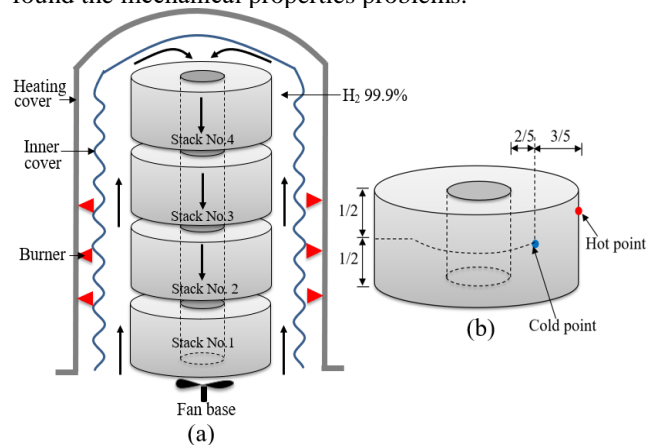 found the mechanical properties problems.
Heating
cover
Inner
cover
Burner
H2 99.9%
Stack No.4
Stack No.3
Stack No. 2
Stack No.1
Fan base
(a)
2/5 3/5
1/2
1/2
Hot point
Cold point
(b)